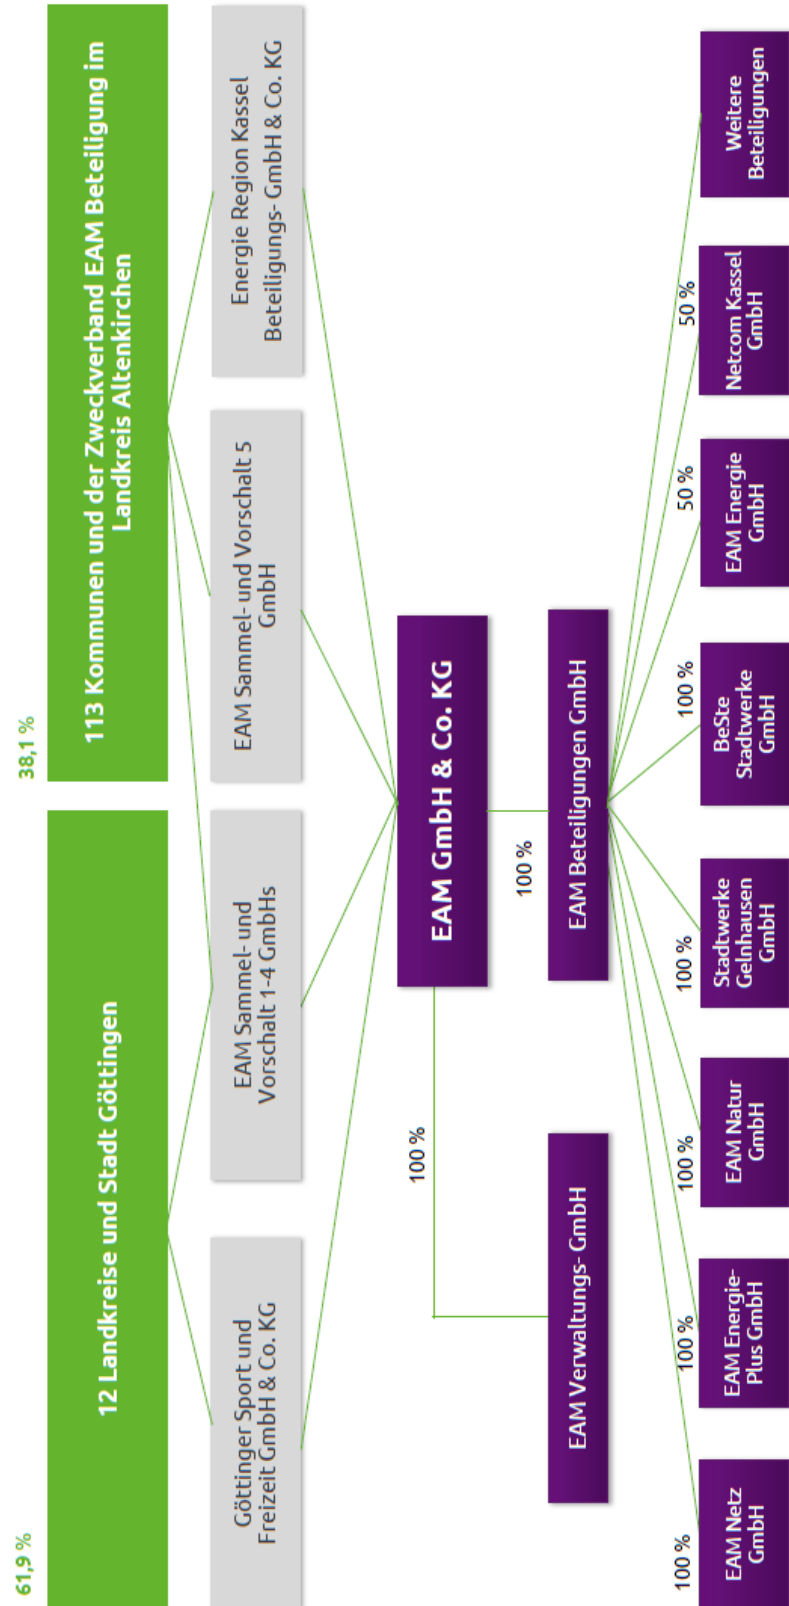 61,9 %
38,1 %
12 Landkreise und Stadt Göttingen
113 Kommunen und der Zweckverband EAM Beteiligung im
Landkreis Altenkirchen
Göttinger Sport und
Freizeit GmbH & Co. KG
EAM Sammel- und
Vorschalt 1-4 GmbHs
EAM Sammel- und Vorschalt 5
GmbH
Energie Region Kassel
Beteiligungs- GmbH & Co. KG
EAM GmbH & Co. KG
100 %
100 %
EAM Verwaltungs- GmbH
EAM Beteiligungen GmbH
100 %
100 %
100 %
100 %
100 %
50 %
50 %
EAM Netz
GmbH
EAM Energie-
Plus GmbH
EAM Natur
GmbH
Stadtwerke
Gelnhausen
GmbH
BeSte
Stadtwerke
GmbH
EAM Energie
GmbH
Netcom Kassel
GmbH
Weitere
Beteiligungen